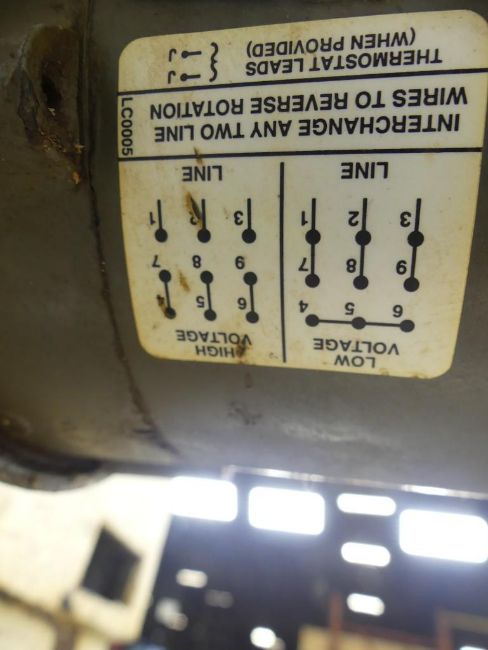 LOW
VOLTAGE
6 5 4
9 8 7
3 2 1
LINE
HIGH
VOLTAGE
6 5 4
9 8 7
3 2 1
LINE
INTERCHANGE ANY TWO LINE
WIRES TO REVERSE ROTATION
LC0005
THERMOSTAT LEADS
(WHEN PROVIDED)
J
J